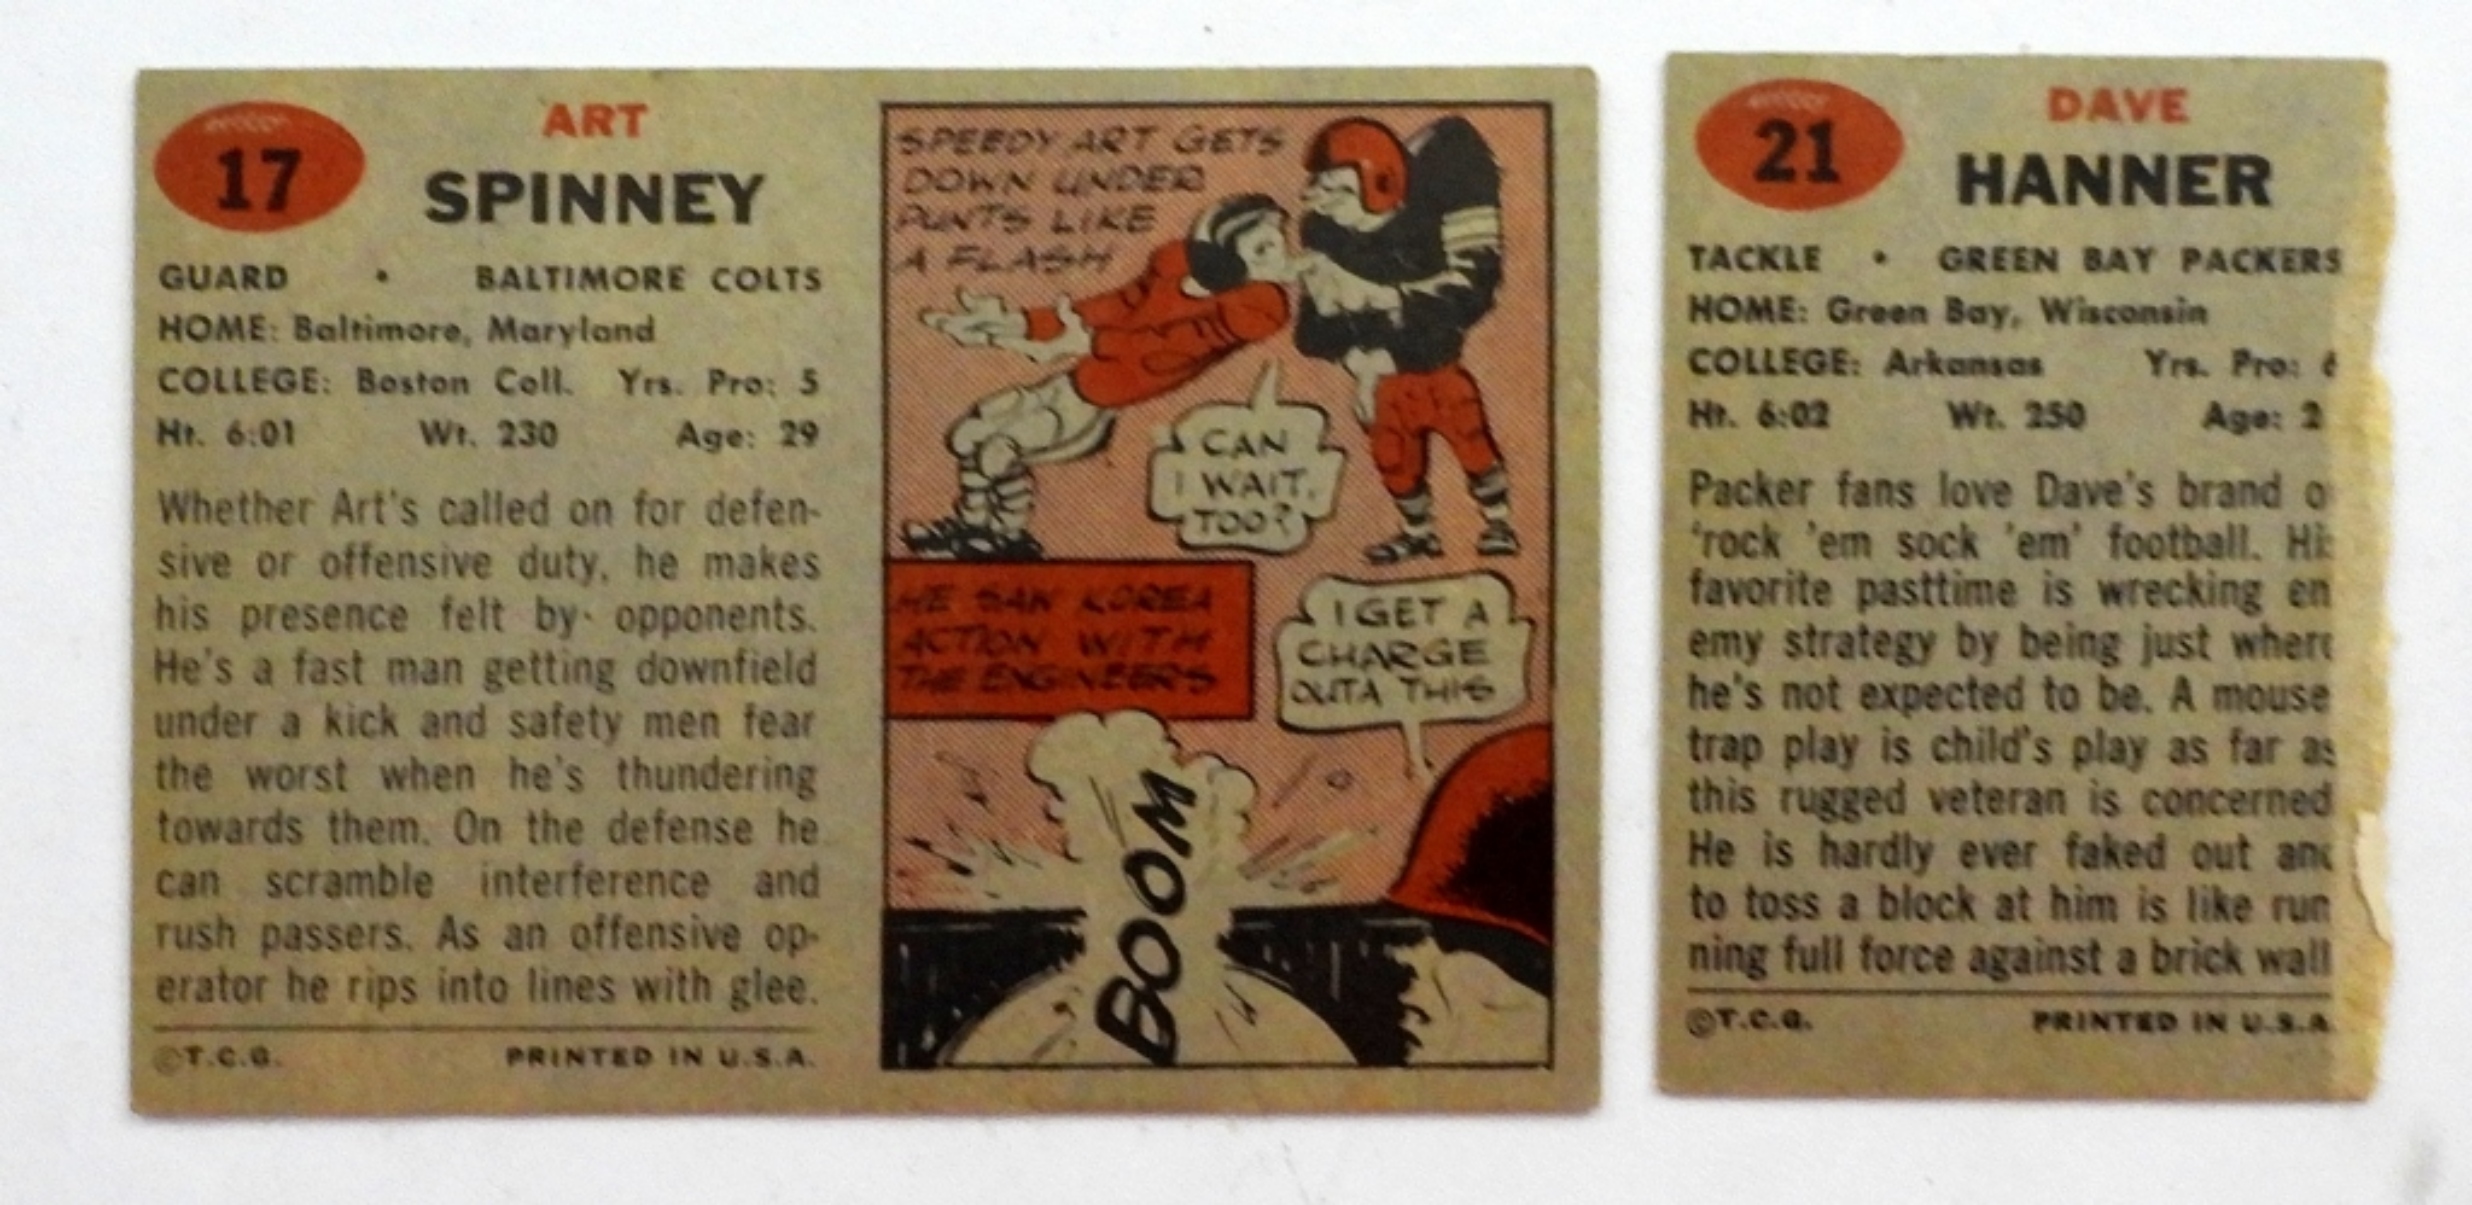 17
ART
SPINNEY
GUARD • BALTIMORE COLTS
HOME: Baltimore, Maryland
COLLEGE: Boston Coll. Yrs. Pro: 5
Ht. 6:01 Wt. 230 Age: 29
Whether Art's called on for defen-
sive or offensive duty, he makes
his presence felt by opponents.
He's a fast man getting downfield
under a kick and safety men fear
the worst when he's thundering
towards them. On the defense he
can scramble interference and
rush passers. As an offensive op-
erator he rips into lines with glee.
©T.C.G. PRINTED IN U.S.A.
SPEEDY ART GETS
DOWN UNDER
PUNTS LIKE
A FLASH
CAN
I WAIT,
TOO?
HE SAW KOREA
ACTION WITH
THE ENGINEERS
I GET A
CHARGE
OUTA THIS
BOOM
21
DAVE
HANNER
TACKLE • GREEN BAY PACKERS
HOME: Green Bay, Wisconsin
COLLEGE: Arkansas Yrs. Pro:
Ht. 6:02 Wt. 250 Age: 2
Packer fans love Dave's brand o
'rock 'em sock 'em' football. His
favorite pasttime is wrecking en
emy strategy by being just where
he's not expected to be. A mouse
trap play is child's play as far as
this rugged veteran is concerned
He is hardly ever faked out and
to toss a block at him is like run
ning full force against a brick wall
©T.C.G. PRINTED IN U.S.A